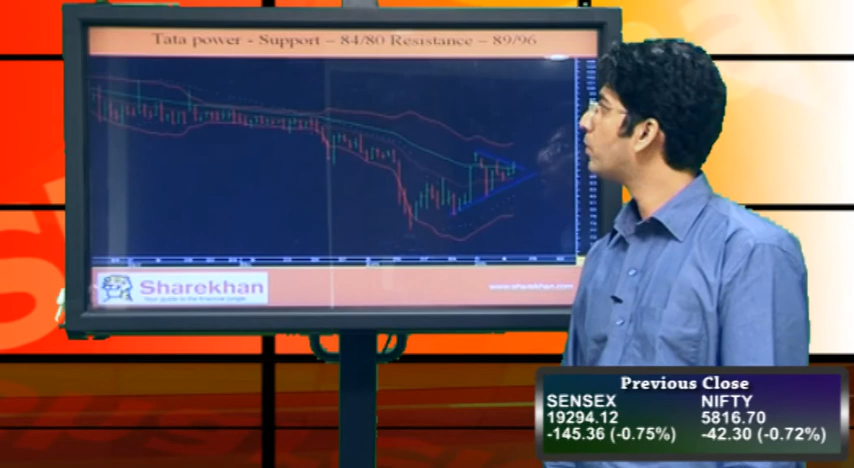 Tata power - Support - 84/80 Resistance - 89/96
Sharekhan
Your guide to the financial jungle
www.sharekhan.com
Previous Close
SENSEX NIFTY
19294.12 5816.70
-145.36 (-0.75%) -42.30 (-0.72%)